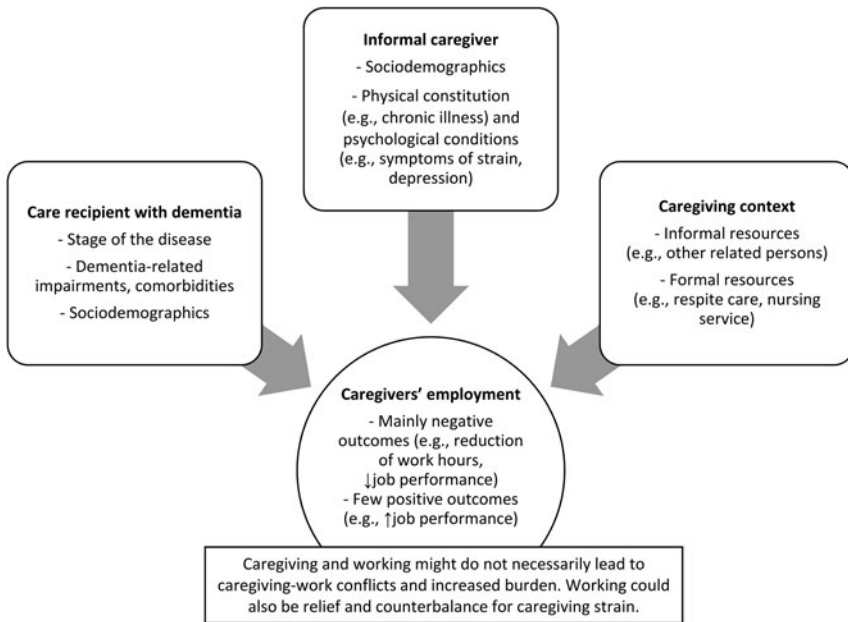 Informal caregiver
- Sociodemographics
- Physical constitution
(e.g., chronic illness) and
psychological conditions
(e.g., symptoms of strain,
depression)
Care recipient with dementia
- Stage of the disease
- Dementia-related
impairments, comorbidities
- Sociodemographics
Caregiving context
- Informal resources
(e.g., other related persons)
- Formal resources
(e.g., respite care, nursing
service)
Caregivers’ employment
- Mainly negative
outcomes (e.g., reduction
of work hours,
↓job performance)
- Few positive outcomes
(e.g., ↑job performance)
Caregiving and working might do not necessarily lead to
caregiving-work conflicts and increased burden. Working could
also be relief and counterbalance for caregiving strain.